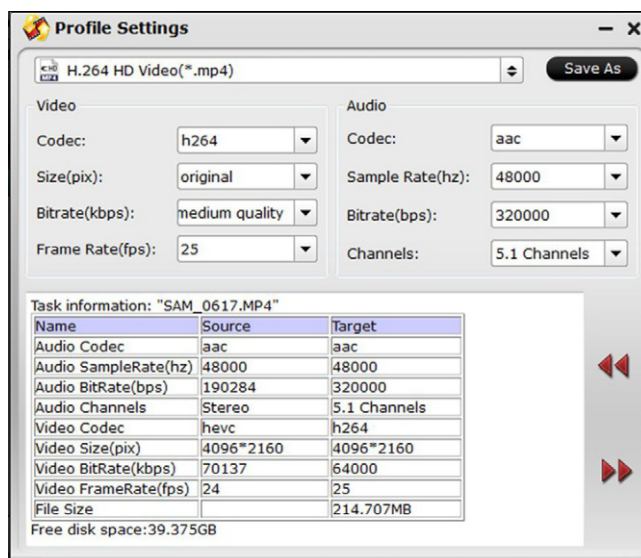 Profile Settings
H.264 HD Video(*.mp4)
Save As
Video
Codec: h264
Size(pix): original
Bitrate(kbps): medium quality
Frame Rate(fps): 25
Audio
Codec: aac
Sample Rate(hz): 48000
Bitrate(bps): 320000
Channels: 5.1 Channels
Task information: "SAM_0617.MP4"
Name Source Target
Audio Codec aac aac
Audio SampleRate(hz) 48000 48000
Audio BitRate(bps) 190284 320000
Audio Channels Stereo 5.1 Channels
Video Codec hevc h264
Video Size(pix) 4096*2160 4096*2160
Video BitRate(kbps) 70137 64000
Video FrameRate(fps) 24 25
File Size 214.707MB
Free disk space:39.375GB